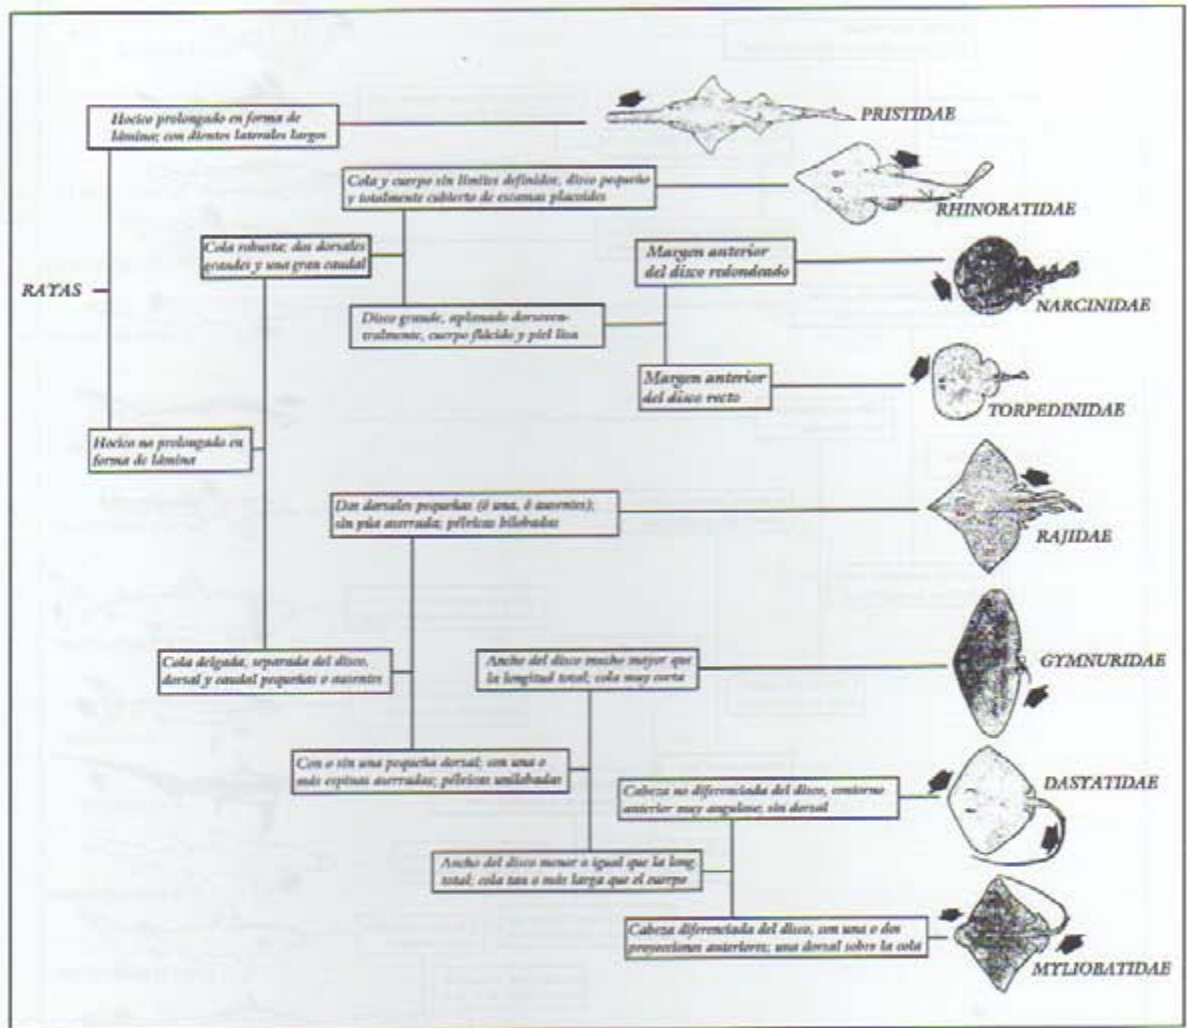 Hocico prolongado en forma de
lámina; con dientes laterales largos
PRISTIDAE
Cola y cuerpo sin límites definidos, disco pequeño
y totalmente cubierto de escamas placoides
RHINOBATIDAE
Cola robusta; dos dorsales
grandes y una gran caudal
Margen anterior
del disco redondeado
RAYAS
NARCINIDAE
Disco grande, aplanado dorsoven-
tralmente, cuerpo flácido y piel lisa
Margen anterior
del disco recto
TORPEDINIDAE
Hocico no prolongado en
forma de lámina
Dos dorsales pequeñas (ó una, ó ausentes);
sin púa aserrada; pélvicas bilobadas
RAJIDAE
Cola delgada, separada del disco,
dorsal y caudal pequeñas o ausentes
Ancho del disco mucho mayor que
la longitud total; cola muy corta
GYMNURIDAE
Con o sin una pequeña dorsal; con una o
más espinas aserradas; pélvicas unilobadas
Cabeza no diferenciada del disco, contorno
anterior muy anguloso; sin dorsal
DASYATIDAE
Ancho del disco menor o igual que la long.
total; cola tan o más larga que el cuerpo
Cabeza diferenciada del disco, con una o dos
proyecciones anteriores; una dorsal sobre la cola
MYLIOBATIDAE